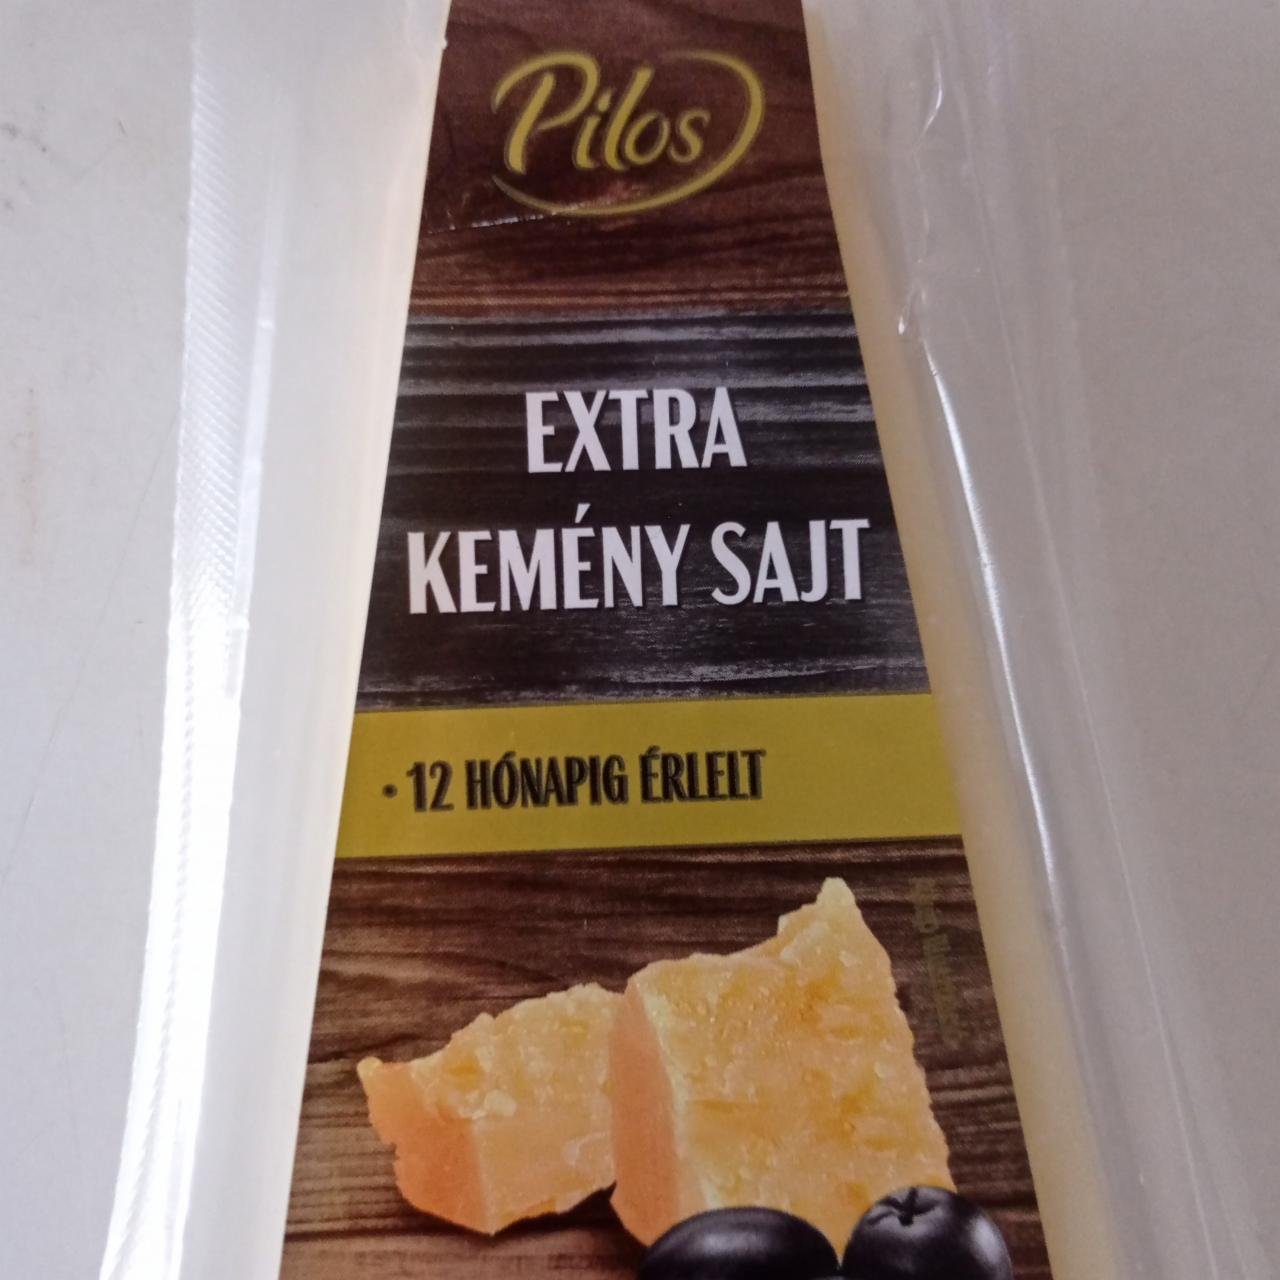 Pilos
EXTRA
KEMÉNY SAJT
• 12 HÓNAPIG ÉRLELT